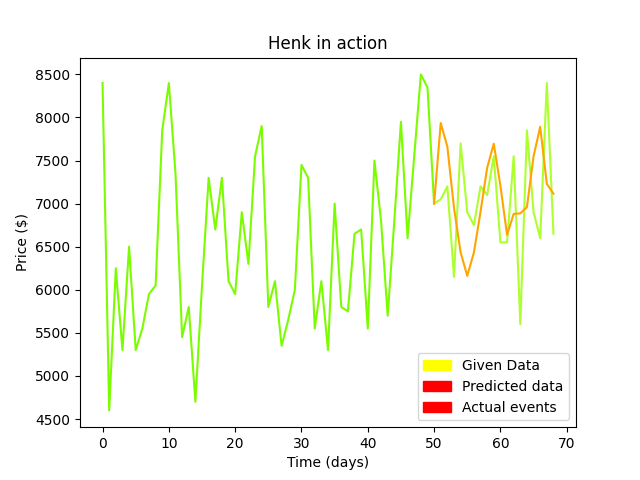 Henk in action
Price ($)
8500
8000
7500
7000
6500
6000
5500
5000
4500
Given Data
Predicted data
Actual events
0 10 20 30 40 50 60 70
Time (days)